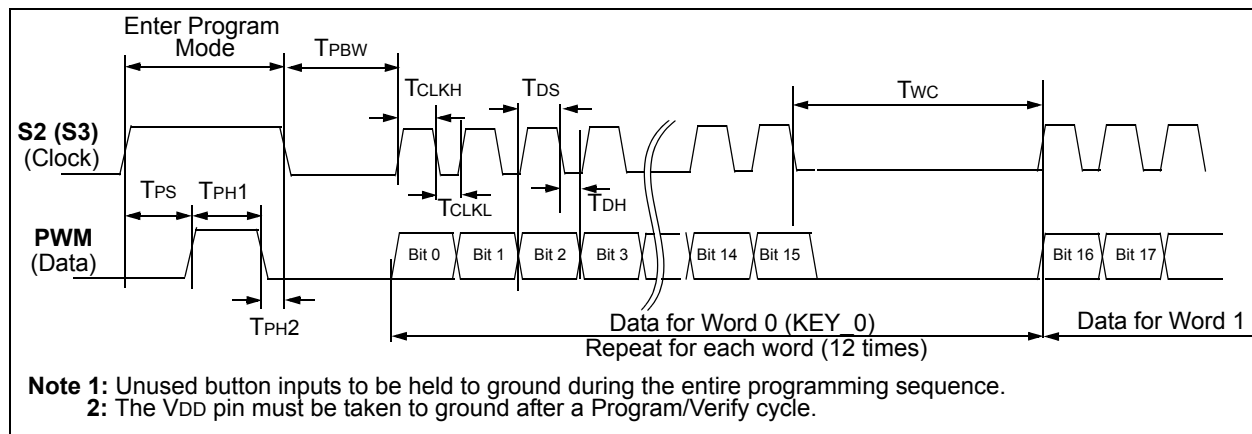 Enter Program
Mode
TPBW
TCLKH
TDS
TWC
S2 (S3)
(Clock)
TPS
TPH1
TCLKL
TDH
PWM
(Data)
Bit 0
Bit 1
Bit 2
Bit 3
Bit 14
Bit 15
Bit 16
Bit 17
TPH2
Data for Word 0 (KEY_0)
Repeat for each word (12 times)
Data for Word 1
Note 1: Unused button inputs to be held to ground during the entire programming sequence.
2: The VDD pin must be taken to ground after a Program/Verify cycle.